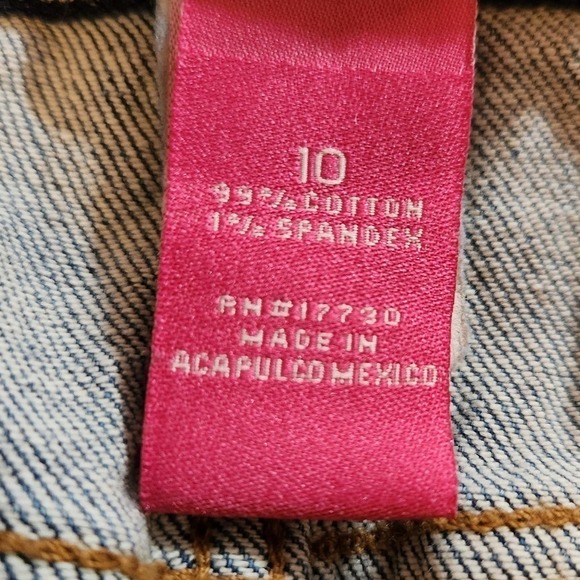 10
99% COTTON
1% SPANDEX
RN#17730
MADE IN
ACAPULCO MEXICO